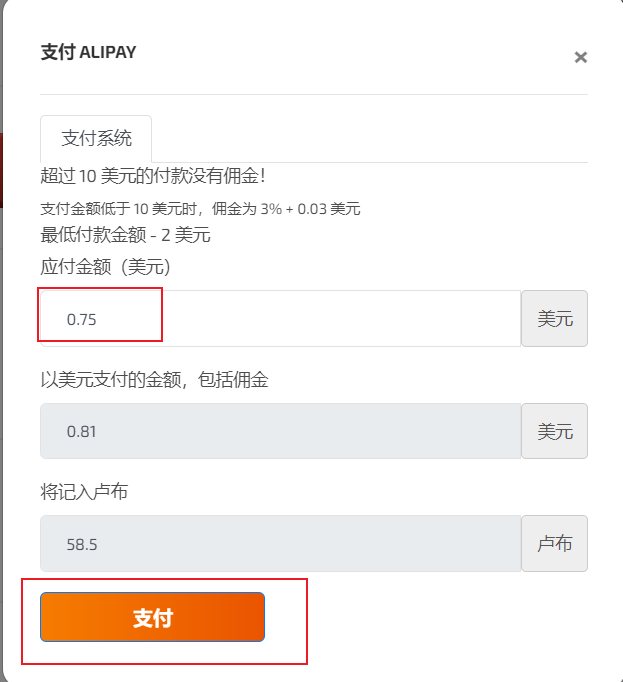 支付 ALIPAY
×
支付系统
超过 10 美元的付款没有佣金！
支付金额低于 10 美元时，佣金为 3% + 0.03 美元
最低付款金额 - 2 美元
应付金额（美元）
0.75 美元
以美元支付的金额，包括佣金
0.81 美元
将记入卢布
58.5 卢布
支付